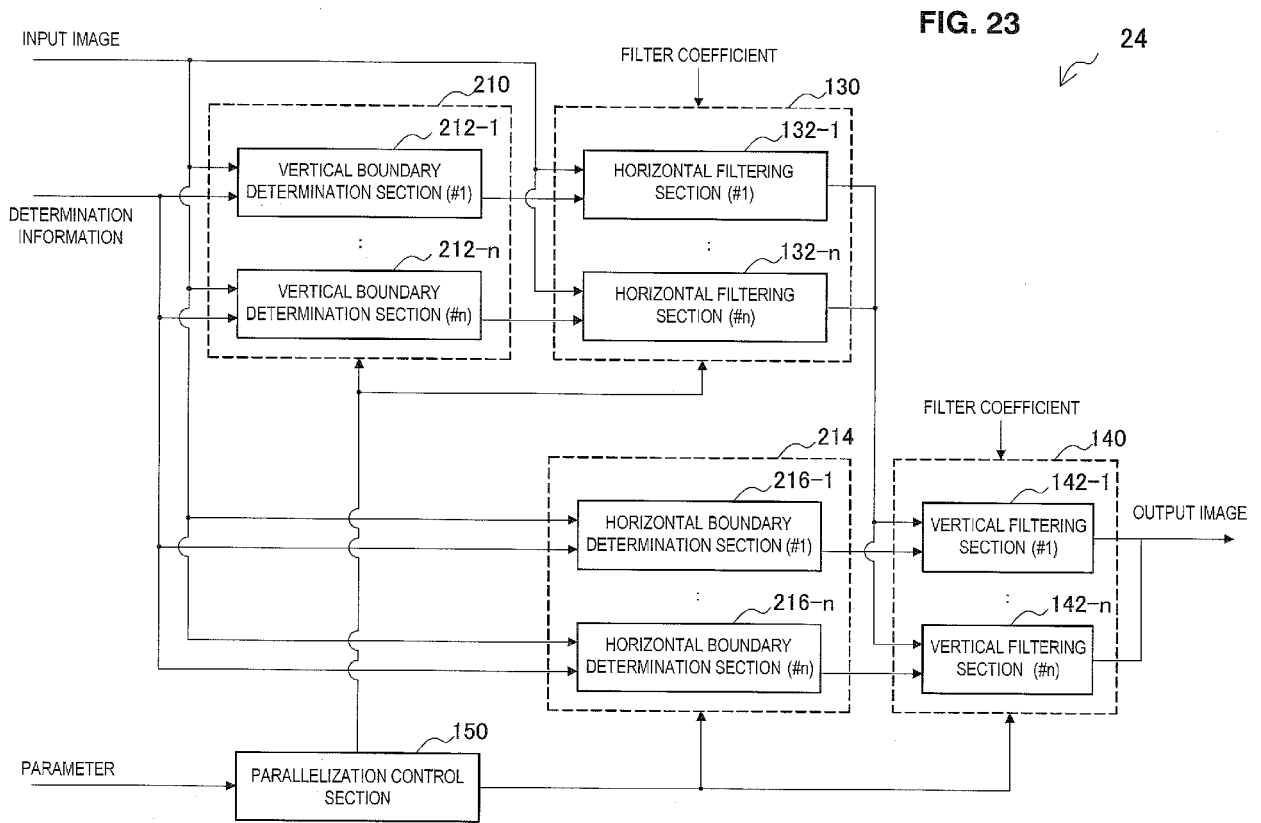 FIG. 23
24
INPUT IMAGE
FILTER COEFFICIENT
210
130
212-1
132-1
VERTICAL BOUNDARY
DETERMINATION SECTION (#1)
HORIZONTAL FILTERING
SECTION (#1)
DETERMINATION
INFORMATION
:
:
212-n
132-n
VERTICAL BOUNDARY
DETERMINATION SECTION (#n)
HORIZONTAL FILTERING
SECTION (#n)
FILTER COEFFICIENT
214
140
216-1
142-1
HORIZONTAL BOUNDARY
DETERMINATION SECTION (#1)
VERTICAL FILTERING
SECTION (#1)
OUTPUT IMAGE
:
:
216-n
142-n
HORIZONTAL BOUNDARY
DETERMINATION SECTION (#n)
VERTICAL FILTERING
SECTION (#n)
150
PARAMETER
PARALLELIZATION CONTROL
SECTION